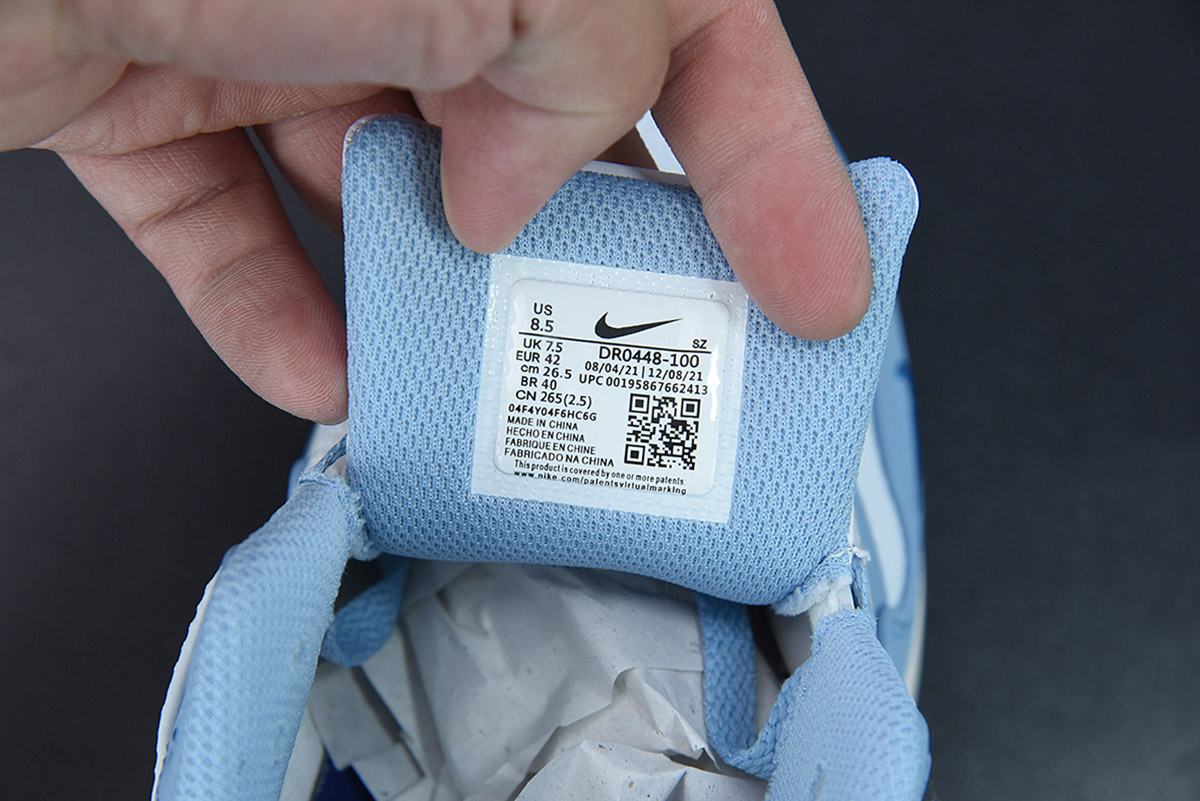 US
8.5
SZ
UK 7.5
DR0448-100
EUR 42
08/04/21 | 12/08/21
cm 26.5
UPC 00195867662413
BR 40
CN 265(2.5)
04F4Y04F6HC6G
MADE IN CHINA
HECHO EN CHINA
FABRIQUE EN CHINE
FABRICADO NA CHINA
This product is covered by one or more patents
www.nike.com/patentsvirtualmarking